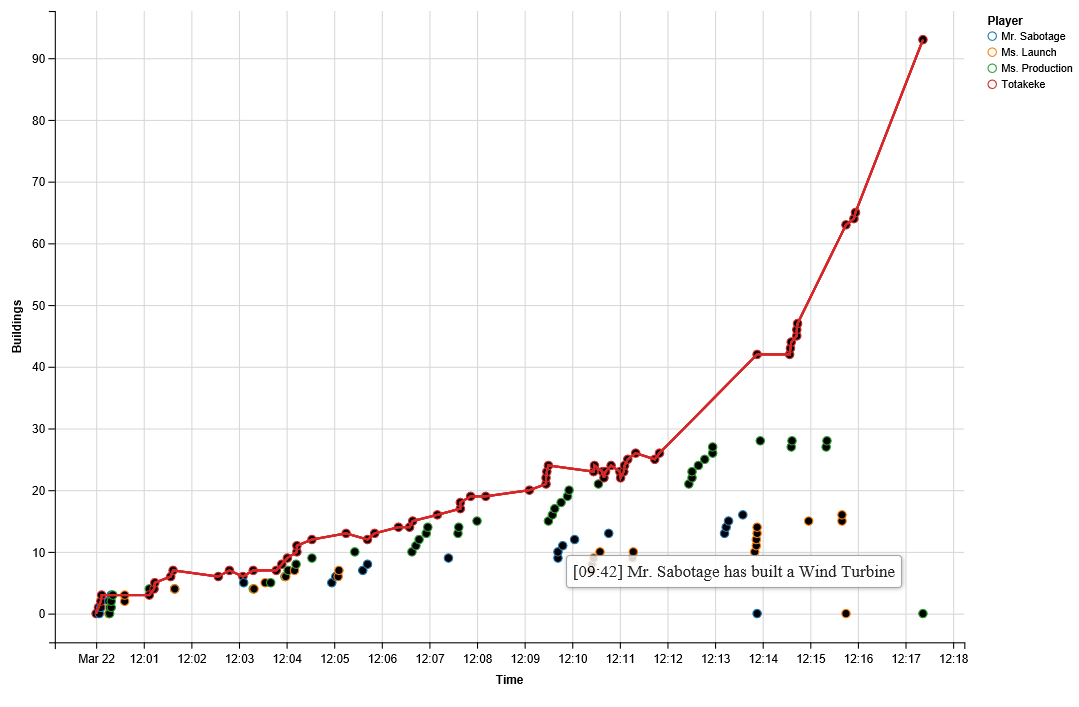 Player
Mr. Sabotage
Ms. Launch
Ms. Production
Totakeke
Buildings
90
80
70
60
50
40
30
20
10
0
[09:42] Mr. Sabotage has built a Wind Turbine
Mar 22 12:01 12:02 12:03 12:04 12:05 12:06 12:07 12:08 12:09 12:10 12:11 12:12 12:13 12:14 12:15 12:16 12:17 12:18
Time